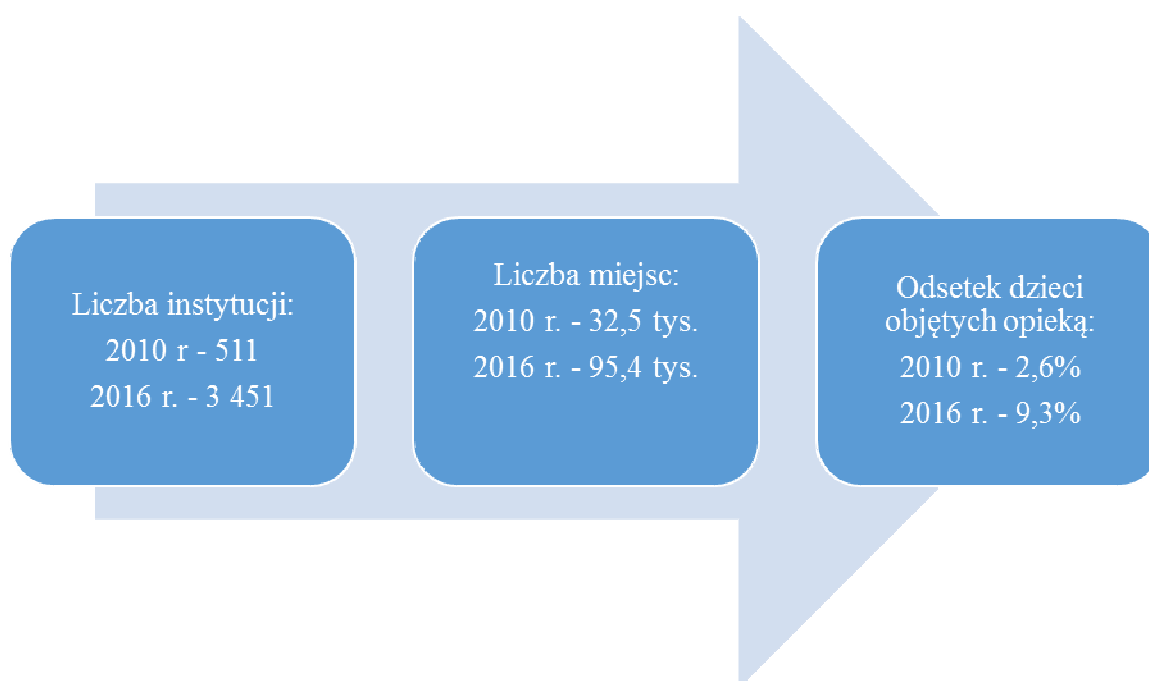 Liczba instytucji:
2010 r - 511
2016 r. - 3 451
Liczba miejsc:
2010 r. - 32,5 tys.
2016 r. - 95,4 tys.
Odsetek dzieci
objętych opieką:
2010 r. - 2,6%
2016 r. - 9,3%